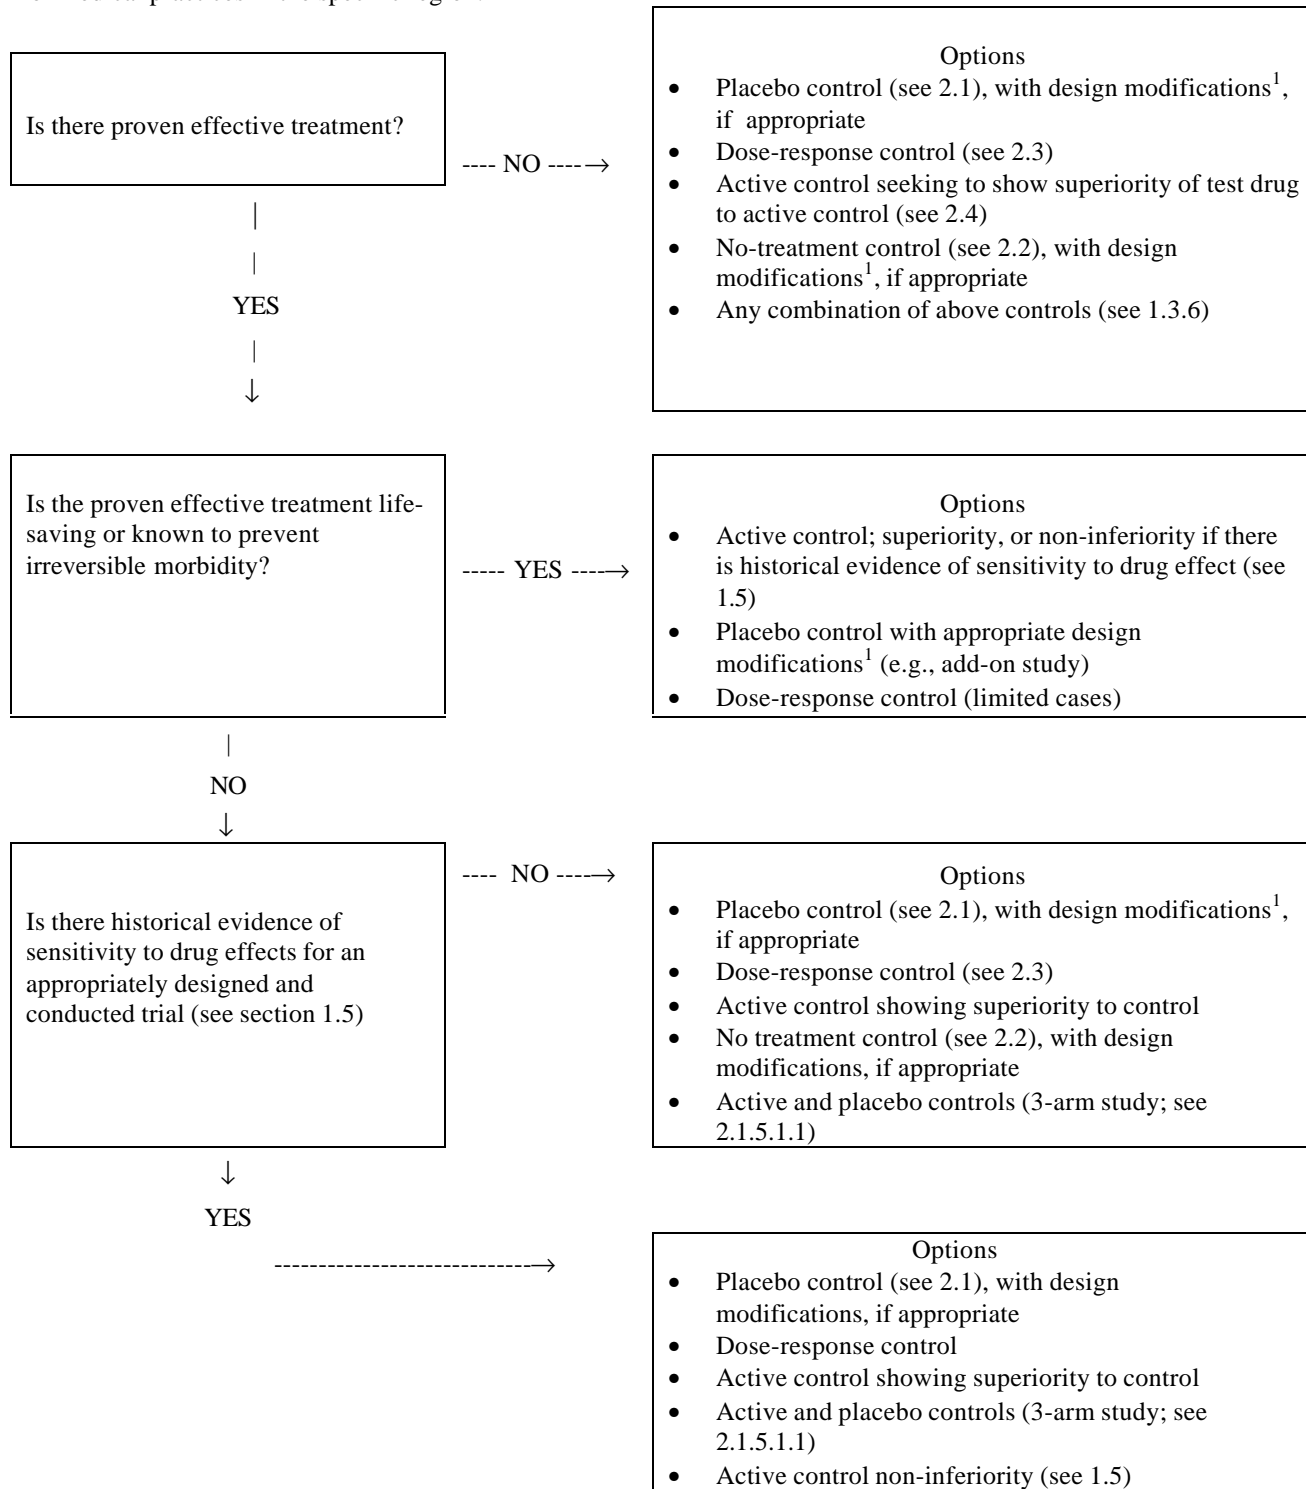 Is there proven effective treatment?
---- NO ----→
Options
• Placebo control (see 2.1), with design modifications¹,
if appropriate
• Dose-response control (see 2.3)
• Active control seeking to show superiority of test drug
to active control (see 2.4)
• No-treatment control (see 2.2), with design
modifications¹, if appropriate
• Any combination of above controls (see 1.3.6)
|
|
YES
|
↓
Is the proven effective treatment life-
saving or known to prevent
irreversible morbidity?
----- YES ----→
Options
• Active control; superiority, or non-inferiority if there
is historical evidence of sensitivity to drug effect (see
1.5)
• Placebo control with appropriate design
modifications¹ (e.g., add-on study)
• Dose-response control (limited cases)
|
NO
↓
Is there historical evidence of
sensitivity to drug effects for an
appropriately designed and
conducted trial (see section 1.5)
---- NO ----→
Options
• Placebo control (see 2.1), with design modifications¹,
if appropriate
• Dose-response control (see 2.3)
• Active control showing superiority to control
• No treatment control (see 2.2), with design
modifications, if appropriate
• Active and placebo controls (3-arm study; see
2.1.5.1.1)
↓
YES
-----------------------------→
Options
• Placebo control (see 2.1), with design
modifications, if appropriate
• Dose-response control
• Active control showing superiority to control
• Active and placebo controls (3-arm study; see
2.1.5.1.1)
• Active control non-inferiority (see 1.5)